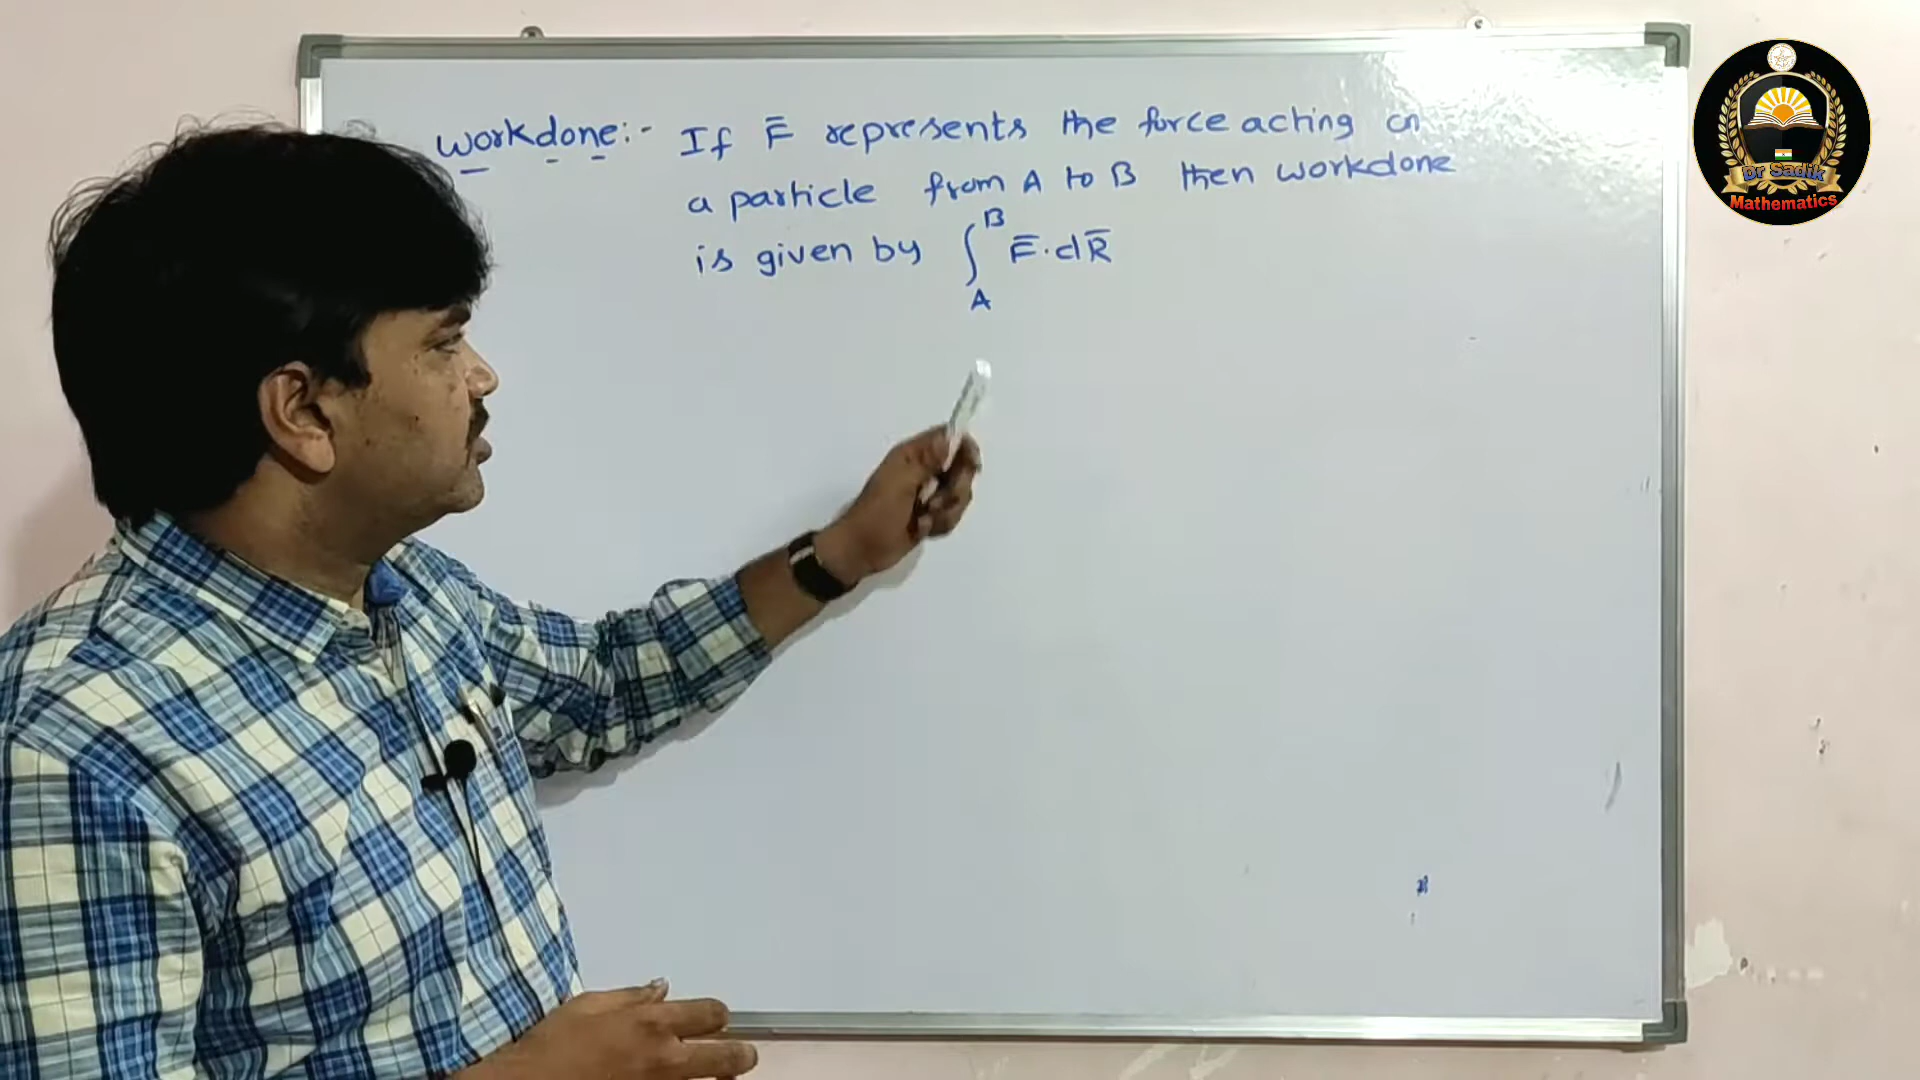 workdone:- If F̅ represents the force acting on
a particle from A to B then workdone
is given by ∫_A^B F̅.dR̅
Dr Sadik
Mathematics